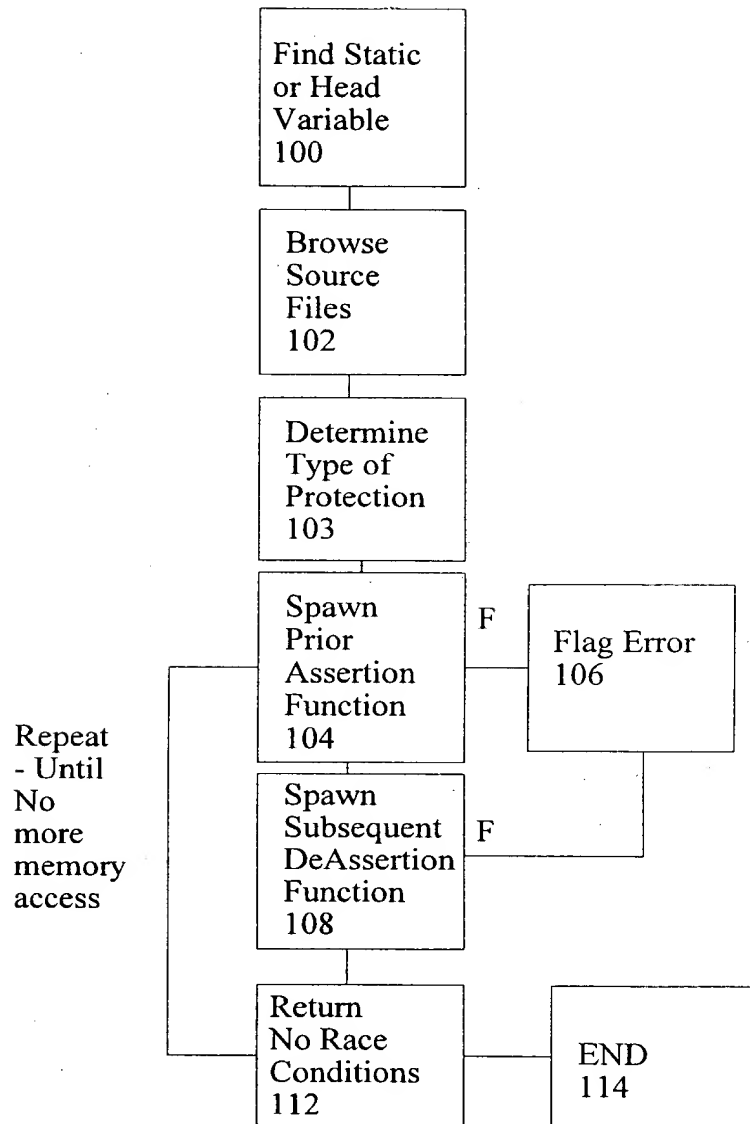 Find Static
or Head
Variable
100
Browse
Source
Files
102
Determine
Type of
Protection
103
Spawn
Prior
Assertion
Function
104
F
Flag Error
106
Repeat
- Until
No
more
memory
access
Spawn
Subsequent
DeAssertion
Function
108
F
Return
No Race
Conditions
112
END
114